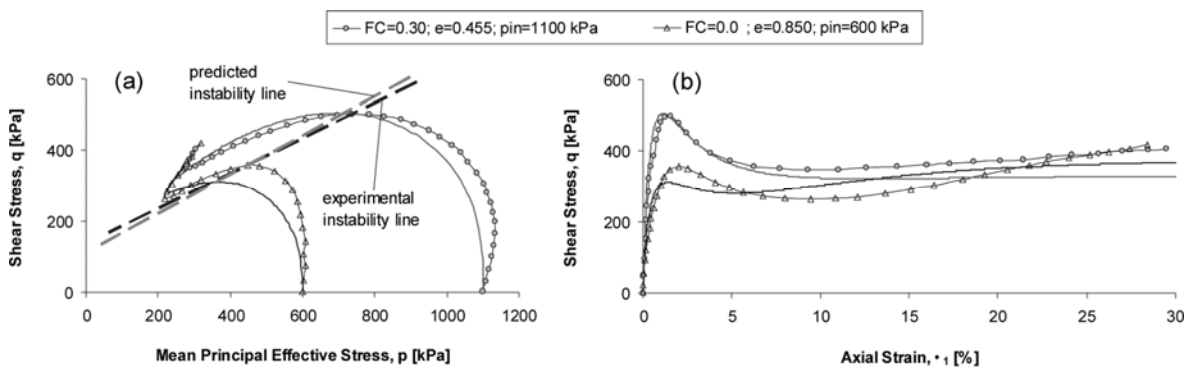 FC=0.30; e=0.455; pin=1100 kPa
FC=0.0 ; e=0.850; pin=600 kPa
(a)
predicted
instability line
experimental
instability line
Shear Stress, q [kPa]
600
400
200
0
0
200
400
600
800
1000
1200
Mean Principal Effective Stress, p [kPa]
(b)
Shear Stress, q [kPa]
600
400
200
0
0
5
10
15
20
25
30
Axial Strain, • 1 [%]